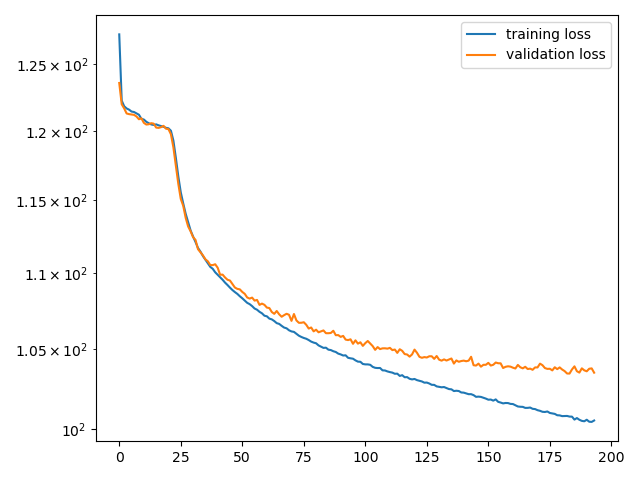 training loss
validation loss
1.25 × 10²
1.2 × 10²
1.15 × 10²
1.1 × 10²
1.05 × 10²
10²
0 25 50 75 100 125 150 175 200